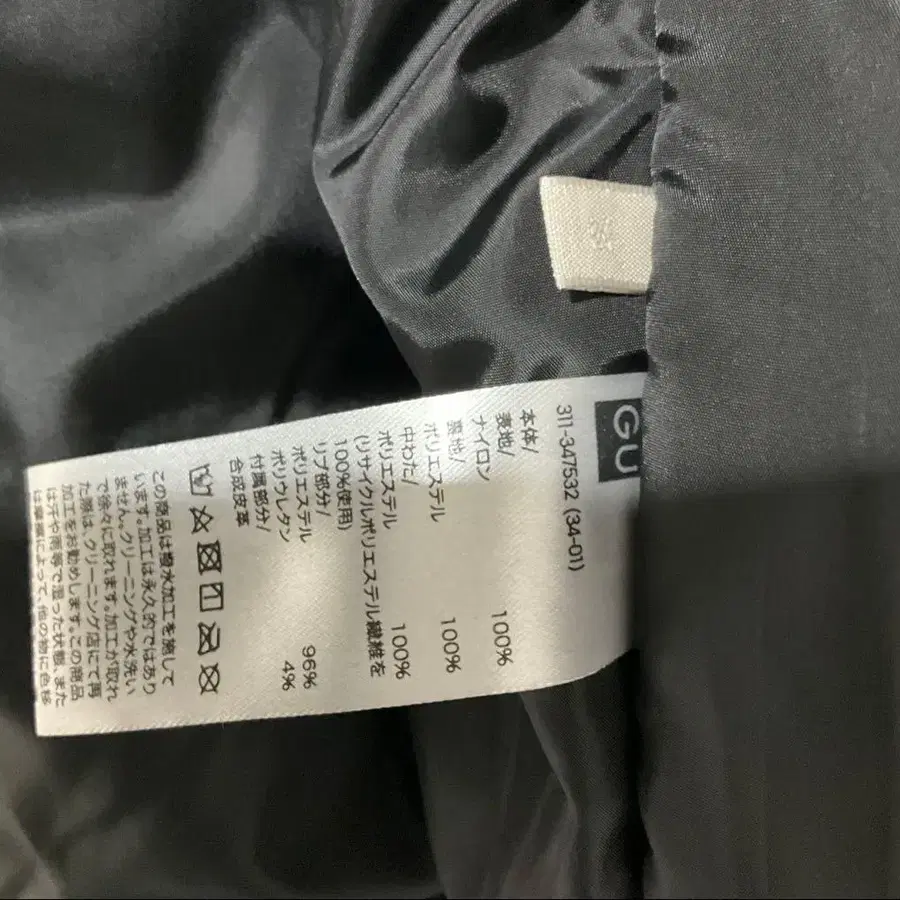 GU
311-347532 (34-01)
本体/
表地/
ナイロン 100%
裏地/
ポリエステル 100%
中わた/
ポリエステル 100%
(リサイクルポリエステル繊維を
100%使用)
リブ部分/
ポリエステル 96%
ポリウレタン 4%
付属部分/
合成皮革
この商品は撥水加工を施して
います。加工は永久的ではあり
ません。クリーニングや水洗い
で徐々に取れます。加工が取れ
た際は、クリーニング店にて再
加工をお勧めします。この商品
は汗や雨等で湿った状態、また
は摩擦によって、他の物に色移